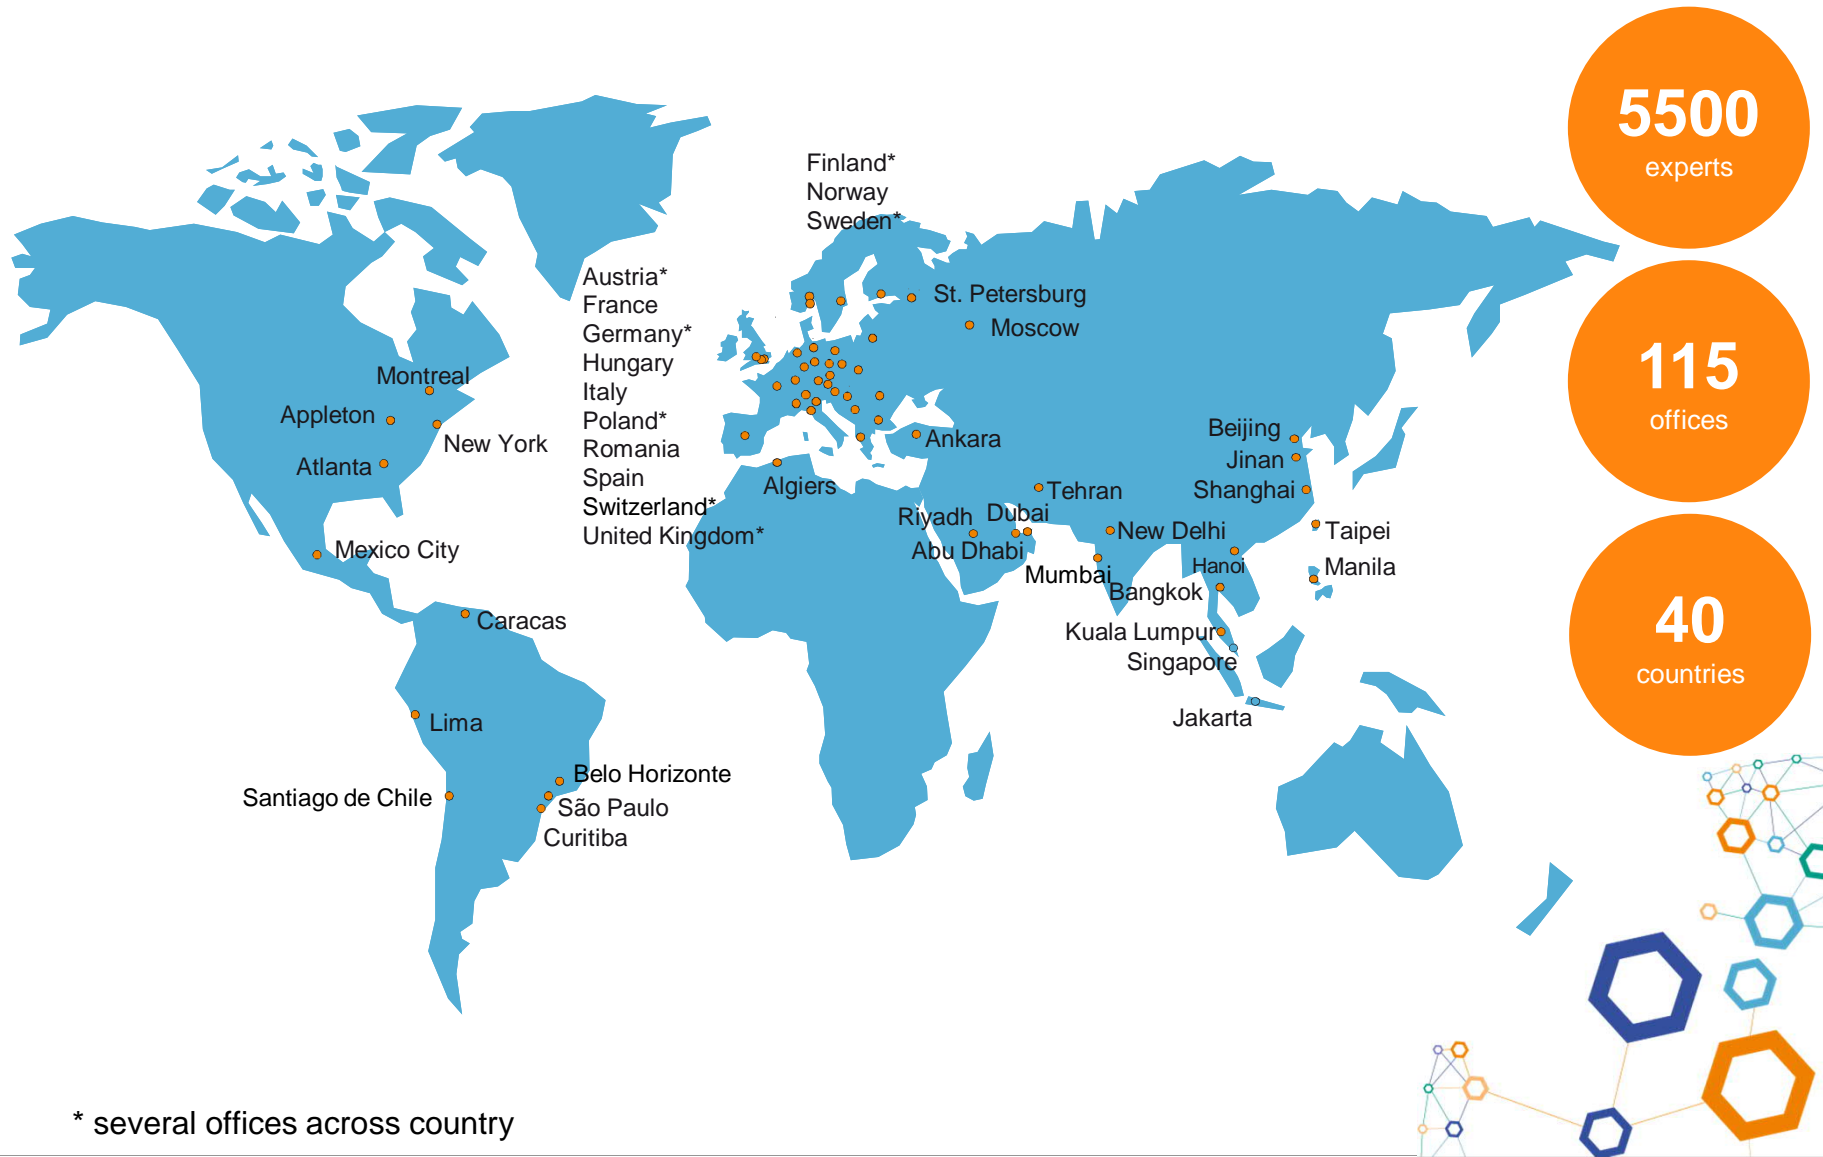 5500
experts
115
offices
40
countries
Finland*
Norway
Sweden*
Austria*
France
Germany*
Hungary
Italy
Poland*
Romania
Spain
Switzerland*
United Kingdom*
St. Petersburg
Moscow
Montreal
Appleton
New York
Atlanta
Mexico City
Caracas
Lima
Belo Horizonte
Santiago de Chile
São Paulo
Curitiba
Ankara
Algiers
Tehran
Riyadh
Dubai
Abu Dhabi
New Delhi
Mumbai
Beijing
Jinan
Shanghai
Taipei
Hanoi
Manila
Bangkok
Kuala Lumpur
Singapore
Jakarta
* several offices across country